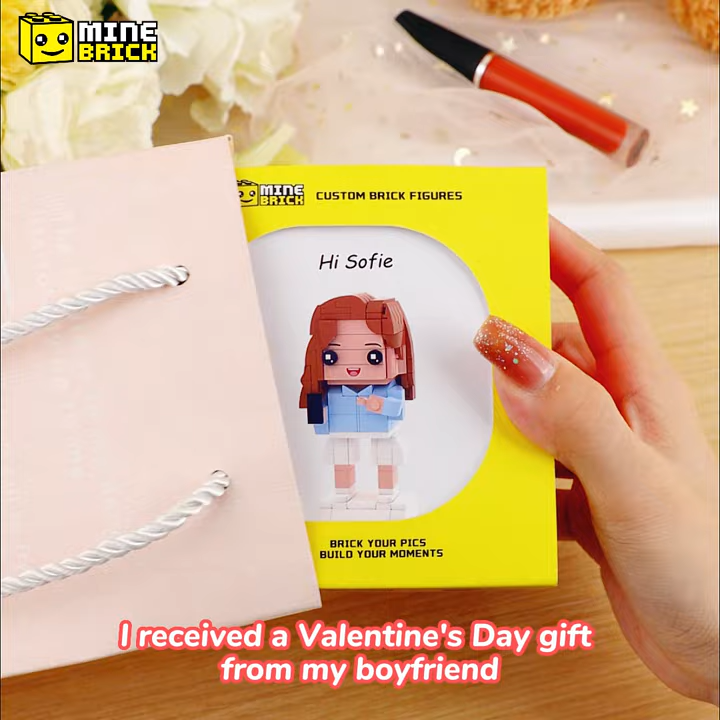 MINE
BRICK
MINE
BRICK
CUSTOM BRICK FIGURES
Hi Sofie
BRICK YOUR PICS
BUILD YOUR MOMENTS
I received a Valentine's Day gift
from my boyfriend